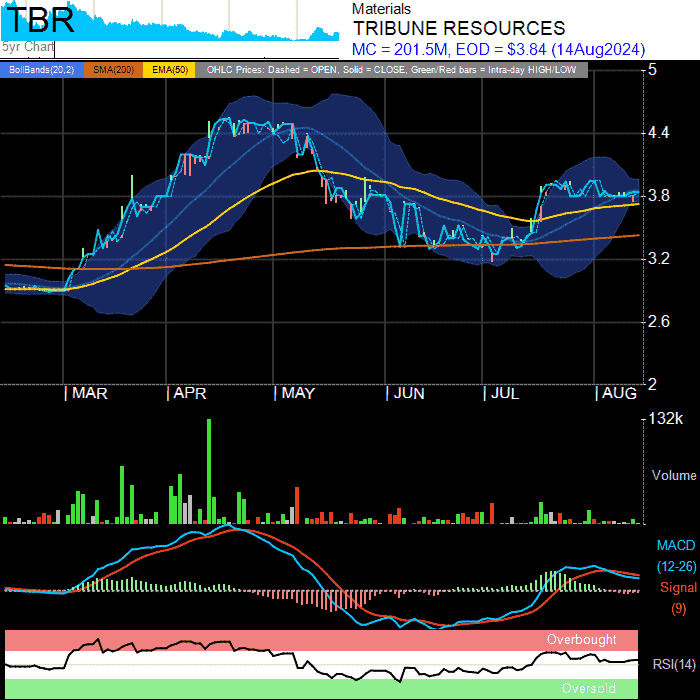 TBR
5yr Chart
Materials
TRIBUNE RESOURCES
MC = 201.5M, EOD = $3.84 (14Aug2024)
BollBands(20,2) SMA(200) EMA(50) OHLC Prices: Dashed = OPEN, Solid = CLOSE, Green/Red bars = Intra-day HIGH/LOW
5
4.4
3.8
3.2
2.6
2
MAR APR MAY JUN JUL AUG
132k
Volume
MACD
(12-26)
Signal
(9)
Overbought
RSI(14)
Oversold